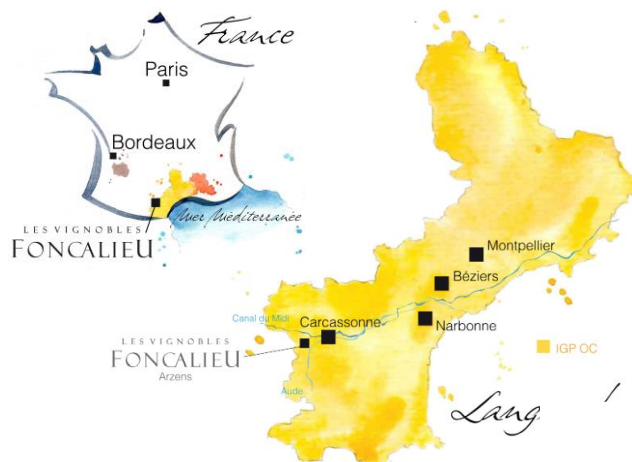 France
Paris
Bordeaux
Mer Méditerranée
LES VIGNOBLES
FONCALIEU
Montpellier
Béziers
Canal du Midi
Carcassonne
Narbonne
LES VIGNOBLES
FONCALIEU
Arzens
IGP OC
Aude
Lang